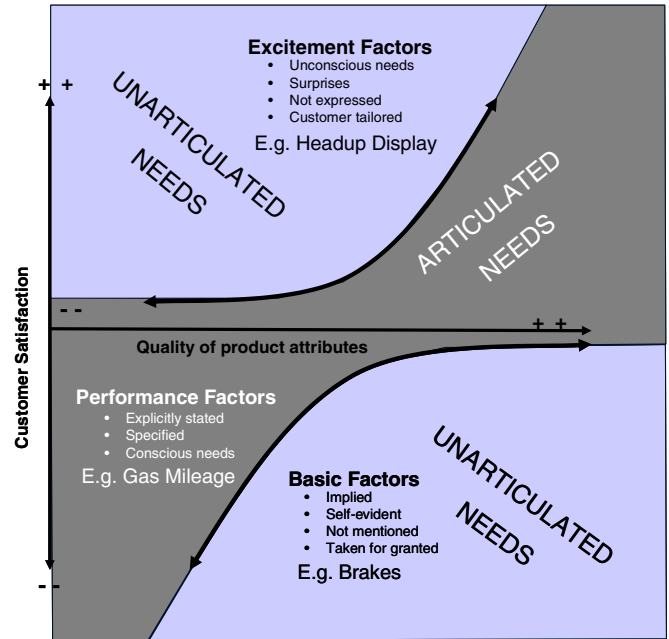 Excitement Factors
• Unconscious needs
• Surprises
• Not expressed
• Customer tailored
E.g. Headup Display
+ +
UNARTICULATED
NEEDS
ARTICULATED
NEEDS
- -
+ +
Quality of product attributes
Customer Satisfaction
Performance Factors
• Explicitly stated
• Specified
• Conscious needs
E.g. Gas Mileage
Basic Factors
• Implied
• Self-evident
• Not mentioned
• Taken for granted
E.g. Brakes
UNARTICULATED
NEEDS
- -